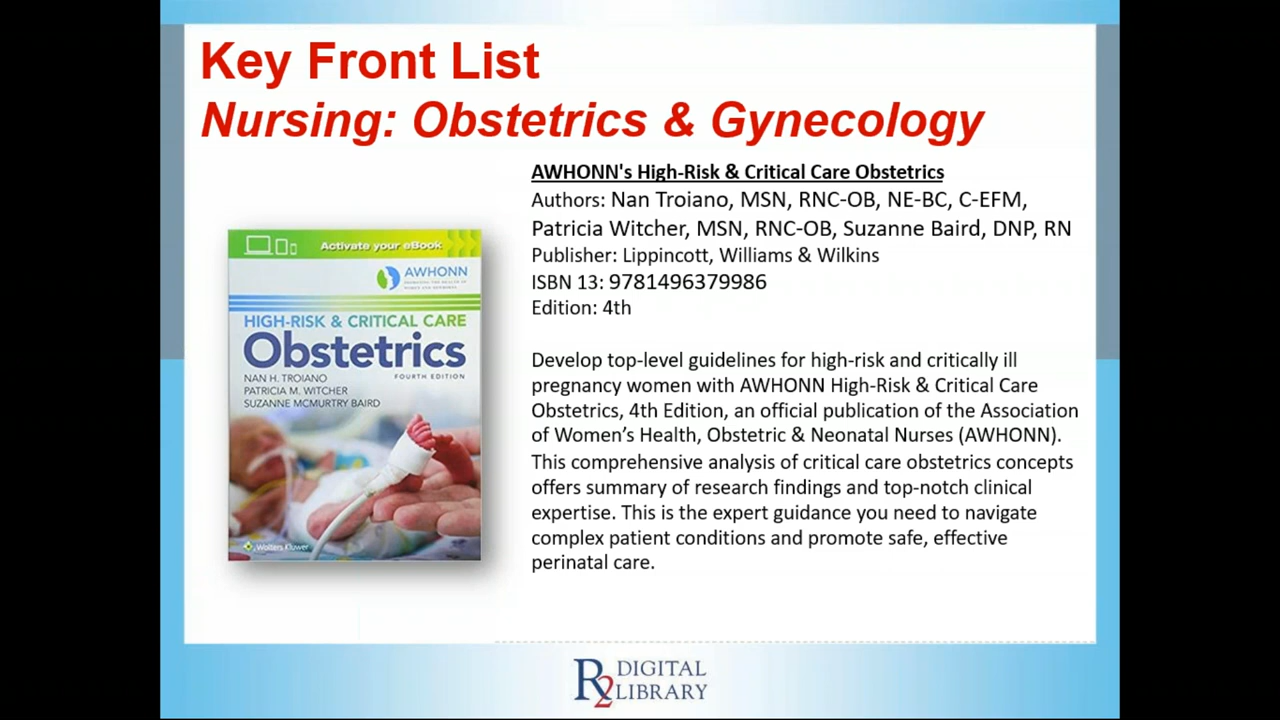 Key Front List
Nursing: Obstetrics & Gynecology
AWHONN's High-Risk & Critical Care Obstetrics
Authors: Nan Troiano, MSN, RNC-OB, NE-BC, C-EFM,
Patricia Witcher, MSN, RNC-OB, Suzanne Baird, DNP, RN
Publisher: Lippincott, Williams & Wilkins
ISBN 13: 9781496379986
Edition: 4th
Develop top-level guidelines for high-risk and critically ill
pregnancy women with AWHONN High-Risk & Critical Care
Obstetrics, 4th Edition, an official publication of the Association
of Women’s Health, Obstetric & Neonatal Nurses (AWHONN).
This comprehensive analysis of critical care obstetrics concepts
offers summary of research findings and top-notch clinical
expertise. This is the expert guidance you need to navigate
complex patient conditions and promote safe, effective
perinatal care.
Activate your eBook
AWHONN
HIGH-RISK & CRITICAL CARE
Obstetrics
FOURTH EDITION
NAN H. TROIANO
PATRICIA M. WITCHER
SUZANNE MCMURTRY BAIRD
Wolters Kluwer
R2 DIGITAL
LIBRARY